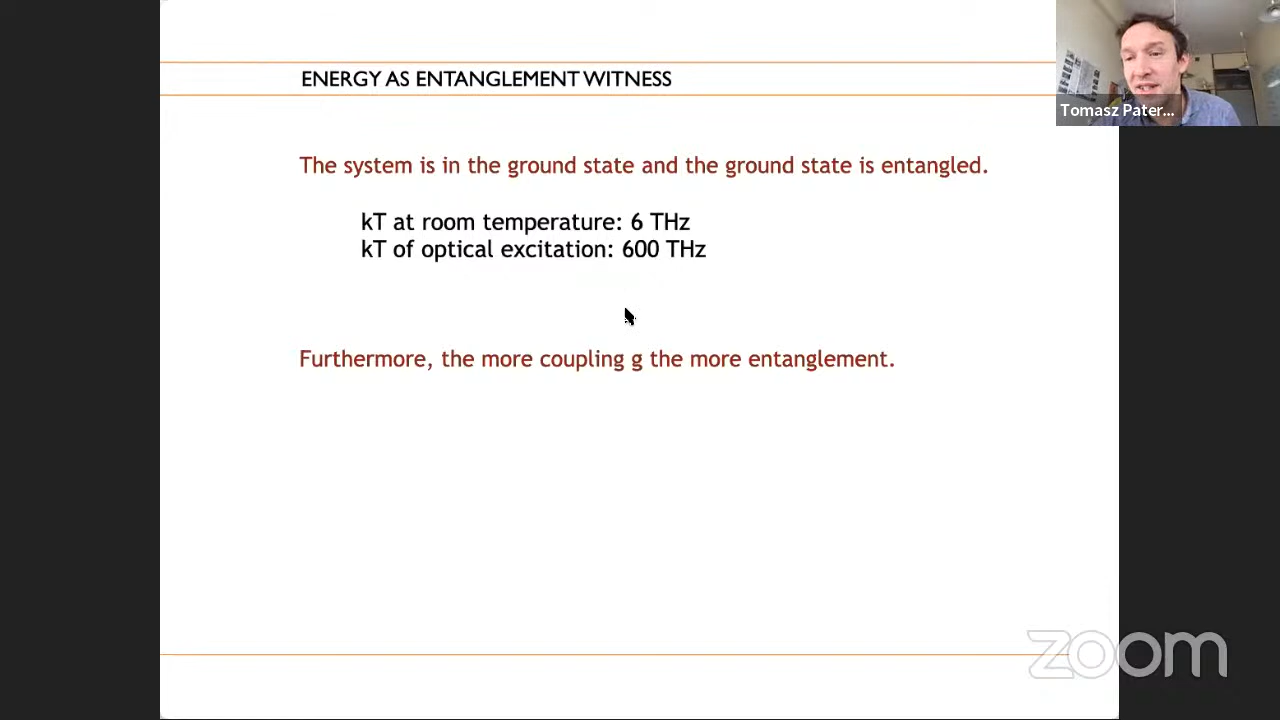 ENERGY AS ENTANGLEMENT WITNESS
Tomasz Pater...
The system is in the ground state and the ground state is entangled.
kT at room temperature: 6 THz
kT of optical excitation: 600 THz
Furthermore, the more coupling g the more entanglement.
zoom